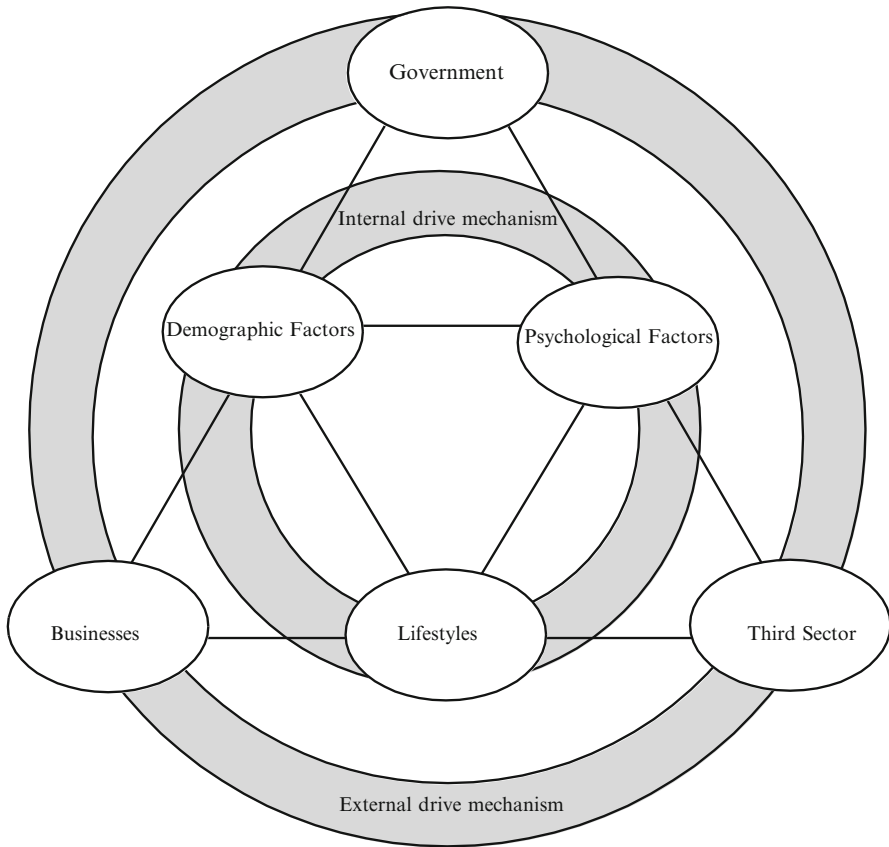 Government
Internal drive mechanism
Demographic Factors
Psychological Factors
Businesses
Lifestyles
Third Sector
External drive mechanism